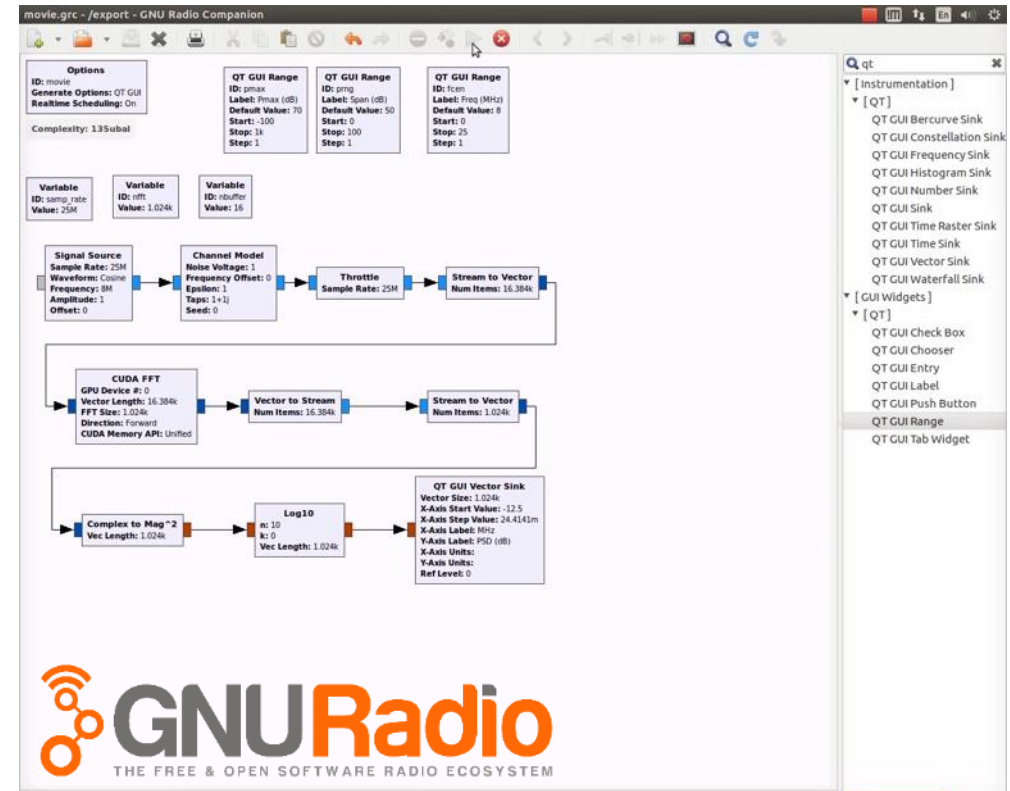 movie.grc - /export - GNU Radio Companion
En
Options
ID: movie
Generate Options: QT GUI
Realtime Scheduling: On
Complexity: 135ubal
QT GUI Range
ID: pmax
Label: Pmax (dB)
Default Value: 70
Start: -100
Stop: 1k
Step: 1
QT GUI Range
ID: prng
Label: Span (dB)
Default Value: 50
Start: 0
Stop: 100
Step: 1
QT GUI Range
ID: fcen
Label: Freq (MHz)
Default Value: 8
Start: 0
Stop: 25
Step: 1
Variable
ID: samp_rate
Value: 25M
Variable
ID: nfft
Value: 1.024k
Variable
ID: nbuffer
Value: 16
Signal Source
Sample Rate: 25M
Waveform: Cosine
Frequency: 8M
Amplitude: 1
Offset: 0
Channel Model
Noise Voltage: 1
Frequency Offset: 0
Epsilon: 1
Taps: 1+1j
Seed: 0
Throttle
Sample Rate: 25M
Stream to Vector
Num Items: 16.384k
CUDA FFT
GPU Device #: 0
Vector Length: 16.384k
FFT Size: 1.024k
Direction: Forward
CUDA Memory API: Unified
Vector to Stream
Num Items: 16.384k
Stream to Vector
Num Items: 1.024k
Complex to Mag^2
Vec Length: 1.024k
Log10
n: 10
k: 0
Vec Length: 1.024k
QT GUI Vector Sink
Vector Size: 1.024k
X-Axis Start Value: -12.5
X-Axis Step Value: 24.4141m
X-Axis Label: MHz
Y-Axis Label: PSD (dB)
X-Axis Units:
Y-Axis Units:
Ref Level: 0
GNURadio
THE FREE & OPEN SOFTWARE RADIO ECOSYSTEM
qt
[ Instrumentation ]
[ QT ]
QT GUI Bercurve Sink
QT GUI Constellation Sink
QT GUI Frequency Sink
QT GUI Histogram Sink
QT GUI Number Sink
QT GUI Sink
QT GUI Time Raster Sink
QT GUI Time Sink
QT GUI Vector Sink
QT GUI Waterfall Sink
[ GUI Widgets ]
[ QT ]
QT GUI Check Box
QT GUI Chooser
QT GUI Entry
QT GUI Label
QT GUI Push Button
QT GUI Range
QT GUI Tab Widget